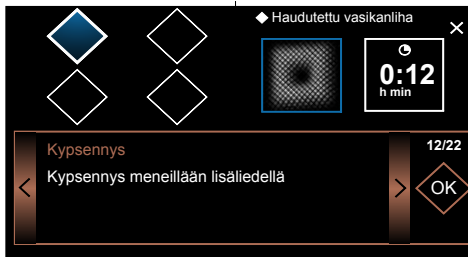 ◆ Haudutettu vasikanliha
0:12
h min
Kypsennys
12/22
Kypsennys meneillään lisäliedellä
OK